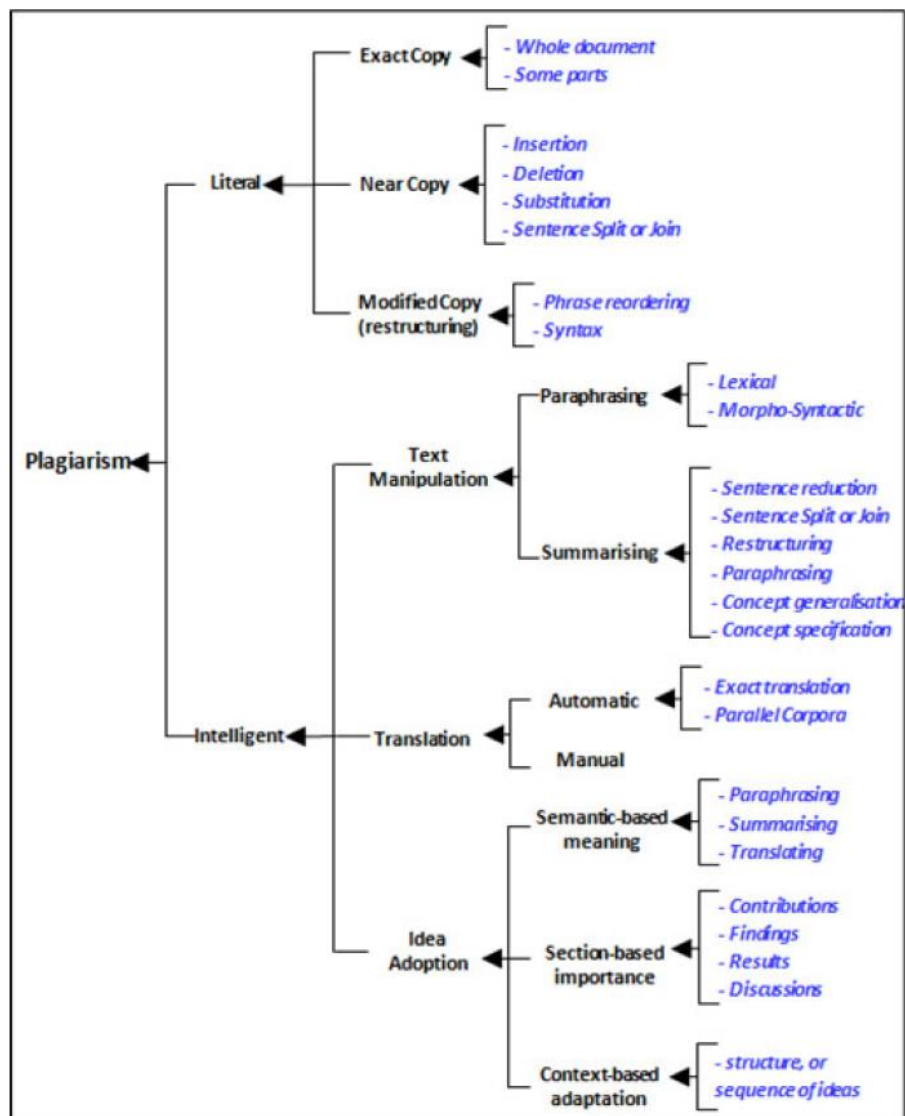 Exact Copy
- Whole document
- Some parts
Literal
Near Copy
- Insertion
- Deletion
- Substitution
- Sentence Split or Join
Modified Copy
(restructuring)
- Phrase reordering
- Syntax
Plagiarism
Text
Manipulation
Paraphrasing
- Lexical
- Morpho-Syntactic
Summarising
- Sentence reduction
- Sentence Split or Join
- Restructuring
- Paraphrasing
- Concept generalisation
- Concept specification
Intelligent
Translation
Automatic
- Exact translation
- Parallel Corpora
Manual
Idea
Adoption
Semantic-based
meaning
- Paraphrasing
- Summarising
- Translating
Section-based
importance
- Contributions
- Findings
- Results
- Discussions
Context-based
adaptation
- structure, or
sequence of ideas